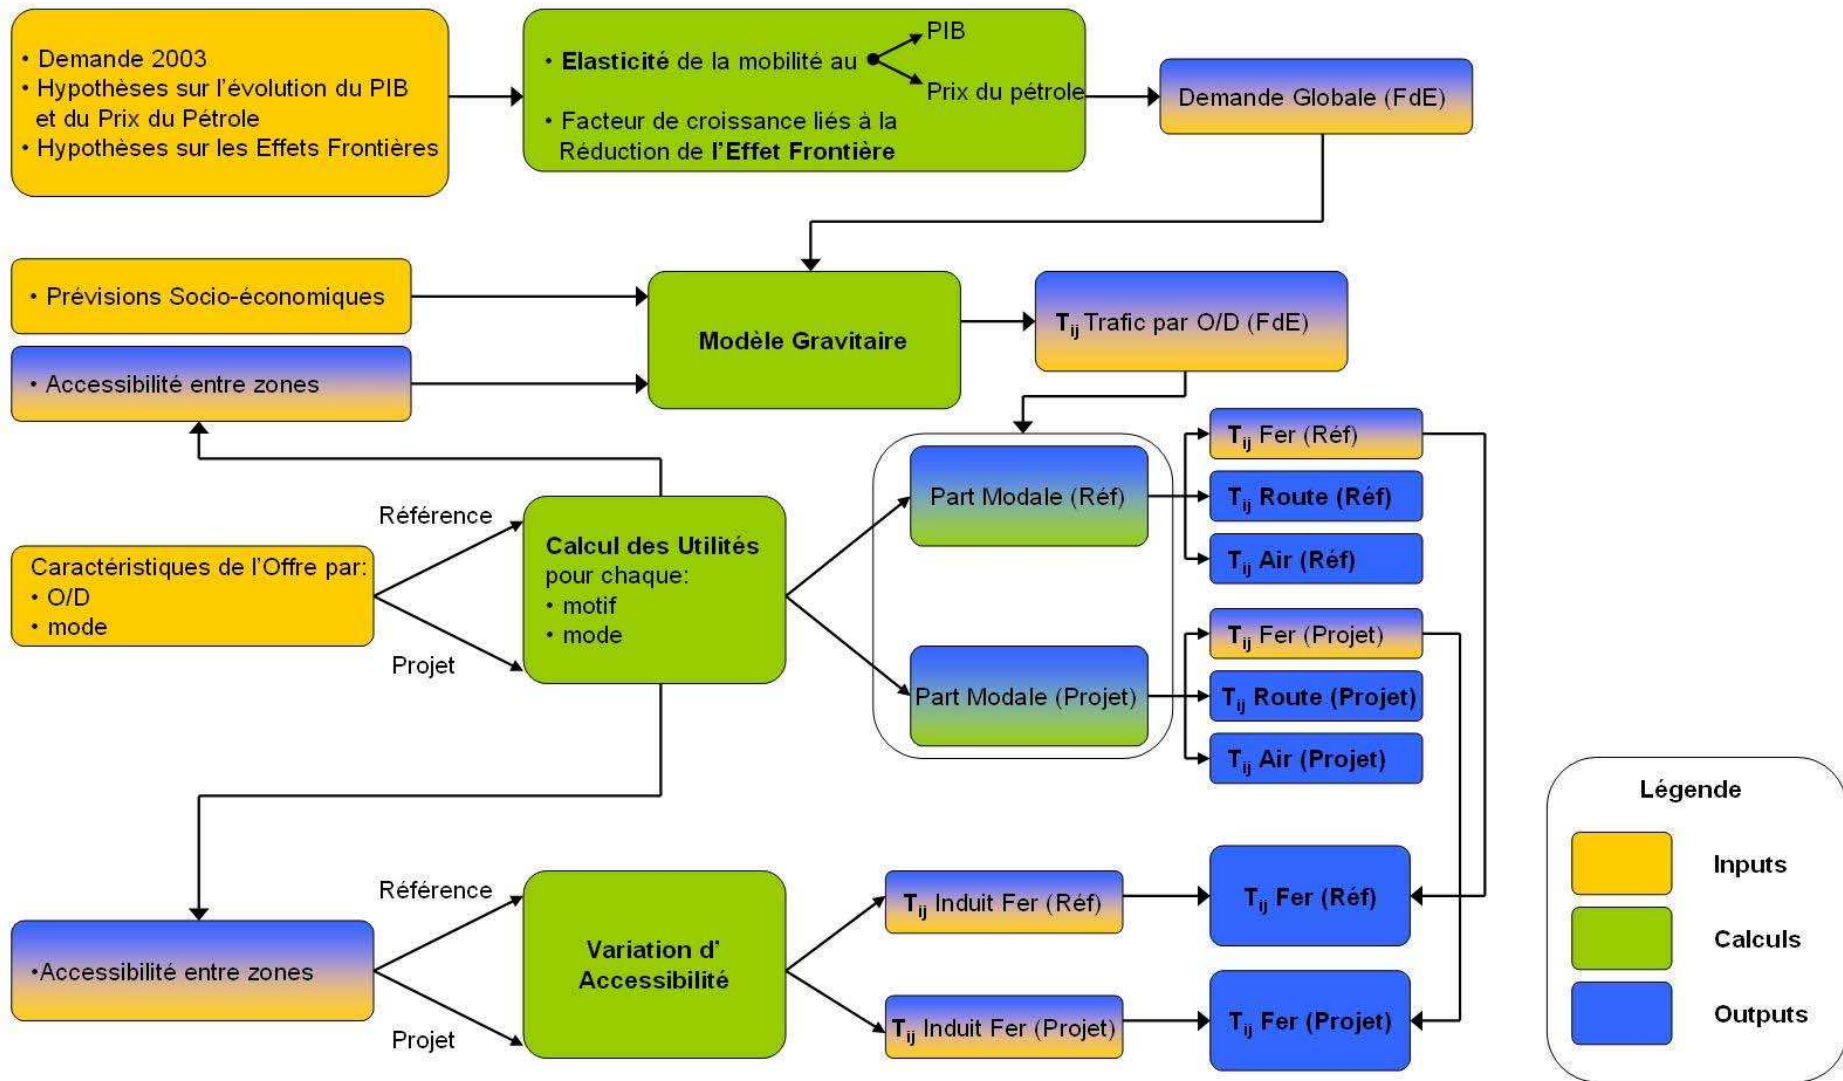 • Demande 2003
• Hypothèses sur l'évolution du PIB
et du Prix du Pétrole
• Hypothèses sur les Effets Frontières
• Elasticité de la mobilité au
PIB
Prix du pétrole
• Facteur de croissance liés à la
Réduction de l'Effet Frontière
Demande Globale (FdE)
• Prévisions Socio-économiques
• Accessibilité entre zones
Modèle Gravitaire
Tij Trafic par O/D (FdE)
Caractéristiques de l'Offre par:
• O/D
• mode
Référence
Projet
Calcul des Utilités
pour chaque:
• motif
• mode
Part Modale (Réf)
Part Modale (Projet)
Tij Fer (Réf)
Tij Route (Réf)
Tij Air (Réf)
Tij Fer (Projet)
Tij Route (Projet)
Tij Air (Projet)
•Accessibilité entre zones
Référence
Projet
Variation d'
Accessibilité
Tij Induit Fer (Réf)
Tij Induit Fer (Projet)
Tij Fer (Réf)
Tij Fer (Projet)
Légende
Inputs
Calculs
Outputs